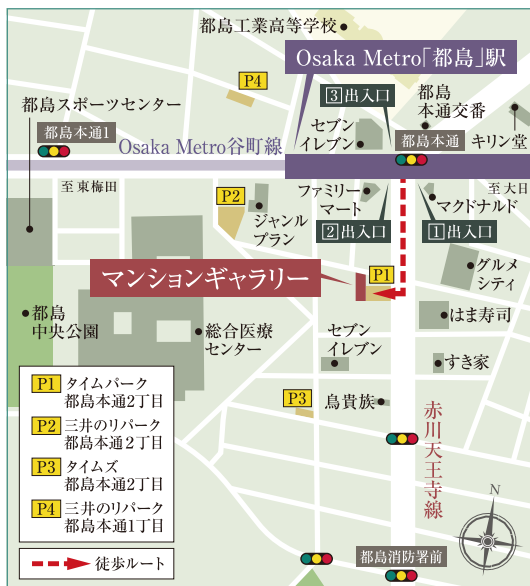 都島工業高等学校
P4
Osaka Metro「都島」駅
都島スポーツセンター
3出入口
都島
本通交番
都島本通1
Osaka Metro谷町線
セブン
イレブン
都島本通
キリン堂
至東梅田
P2
ファミリー
マート
至大日
マクドナルド
ジャンル
プラン
2出入口
1出入口
マンションギャラリー
P1
グルメ
シティ
都島
中央公園
総合医療
センター
はま寿司
セブン
イレブン
すき家
P3
鳥貴族
赤川天王寺線
P1 タイムパーク
都島本通2丁目
P2 三井のリパーク
都島本通2丁目
P3 タイムズ
都島本通2丁目
P4 三井のリパーク
都島本通1丁目
徒歩ルート
都島消防署前
N